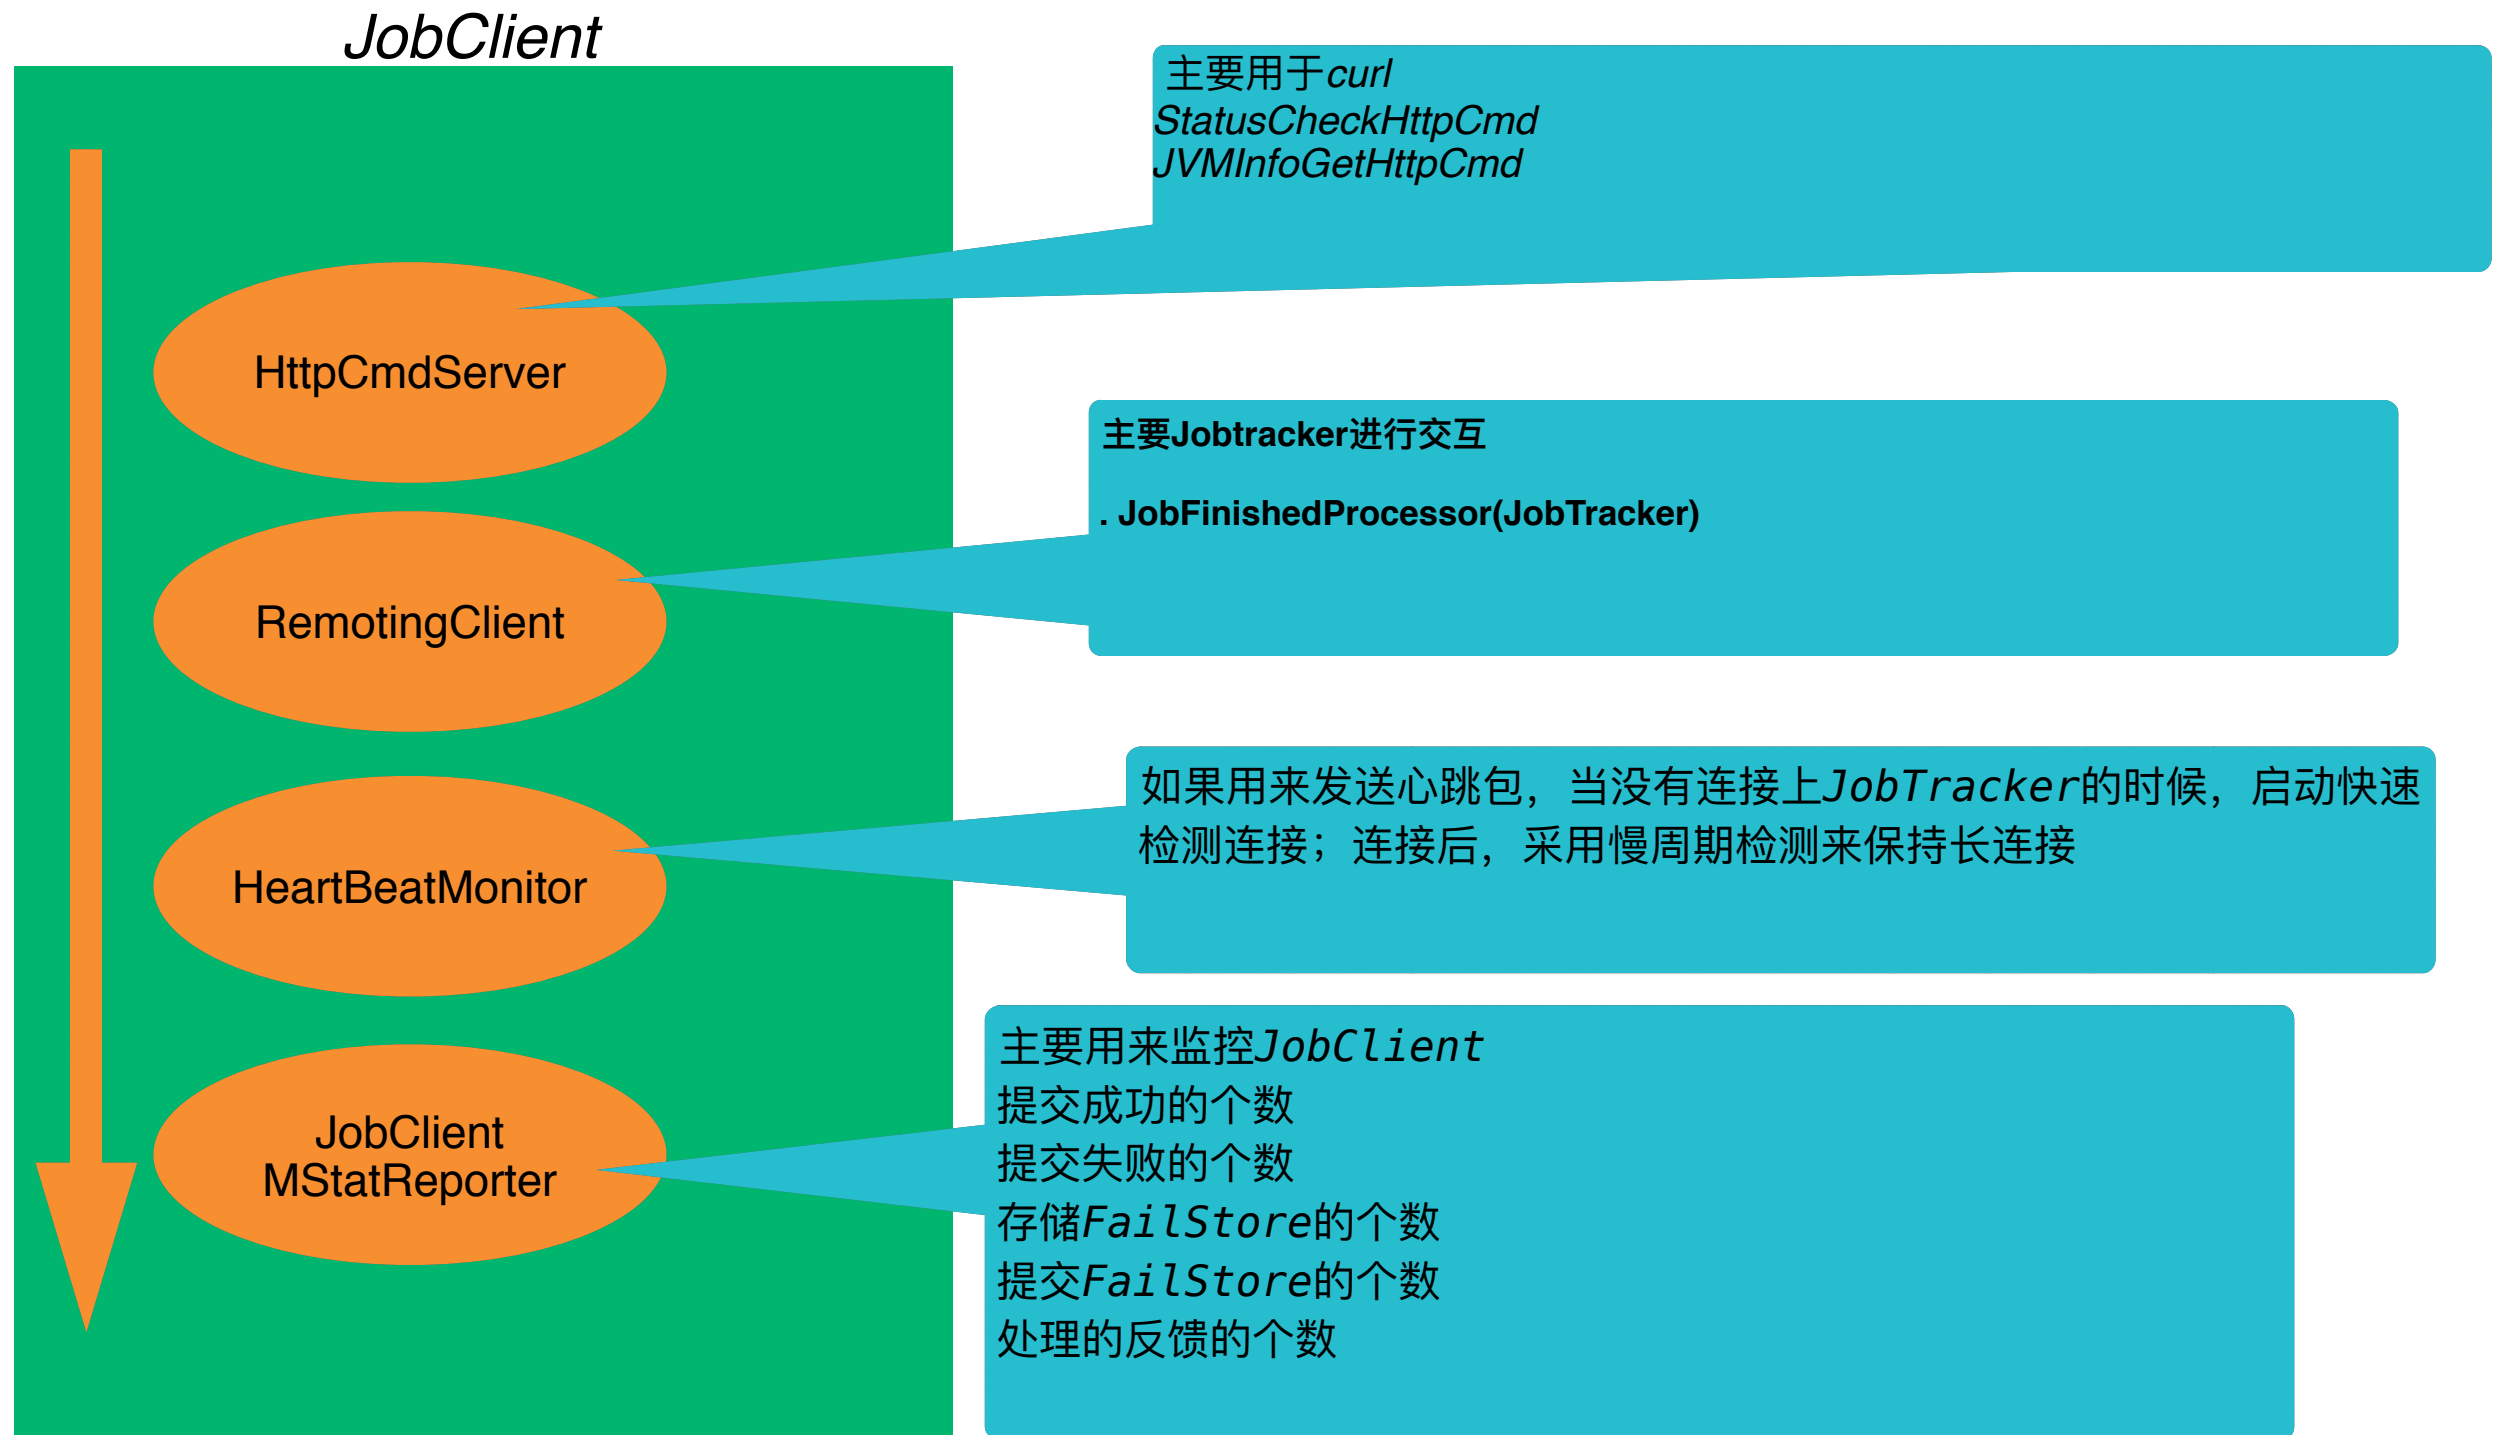 JobClient
主要用于curl
StatusCheckHttpCmd
JVMInfoGetHttpCmd
HttpCmdServer
主要Jobtracker进行交互
. JobFinishedProcessor(JobTracker)
RemotingClient
如果用来发送心跳包，当没有连接上JobTracker的时候，启动快速
检测连接；连接后，采用慢周期检测来保持长连接
HeartBeatMonitor
主要用来监控JobClient
提交成功的个数
提交失败的个数
存储FailStore的个数
提交FailStore的个数
处理的反馈的个数
JobClient
MStatReporter